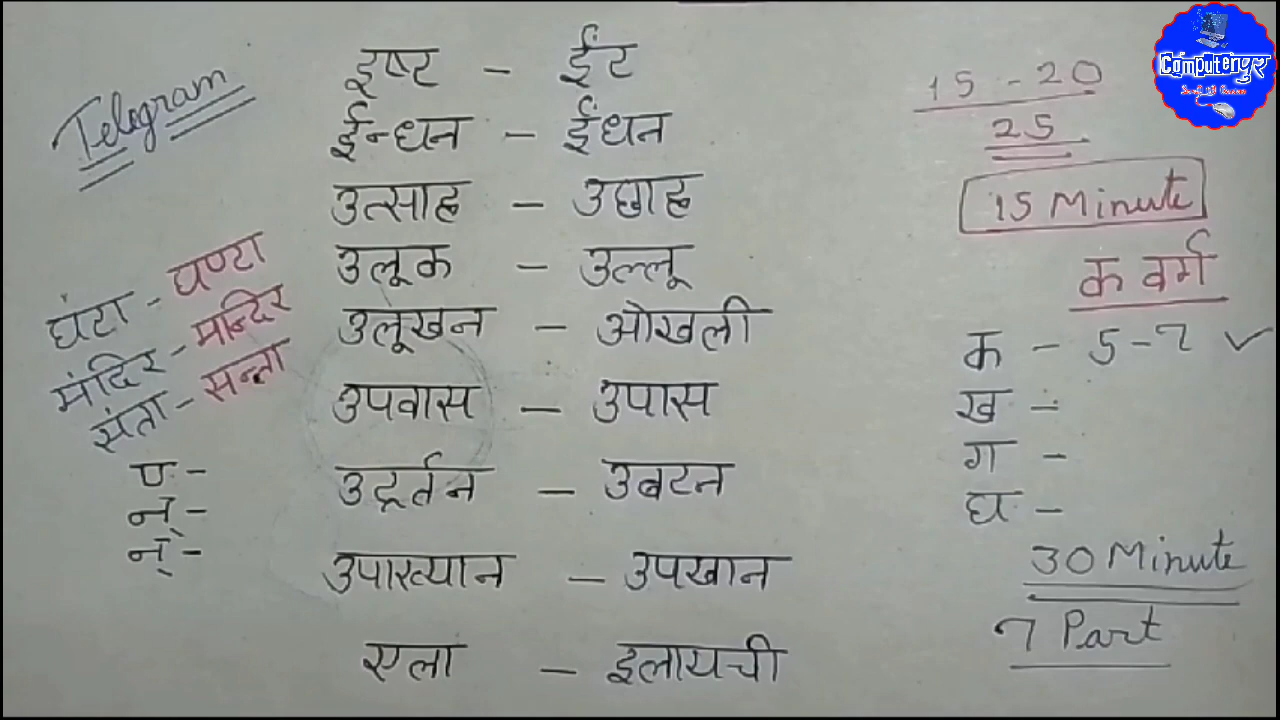 Telegram
घंटा - घण्टा
मंदिर - मन्दिर
संता - सन्ता
ण् -
न् -
न् -
इष्ट - ईंट
ईन्धन - ईंधन
उत्साह - उछाह
उलूक - उल्लू
उलूखन - ओखली
उपवास - उपास
उद्वर्तन - उबटन
उपाख्यान - उपखान
एला - इलायची
Computerगुरु
15 - 20
25
15 Minute
क वर्ग
क - 5-7 ✓
ख -
ग -
घ -
30 Minute
7 Part